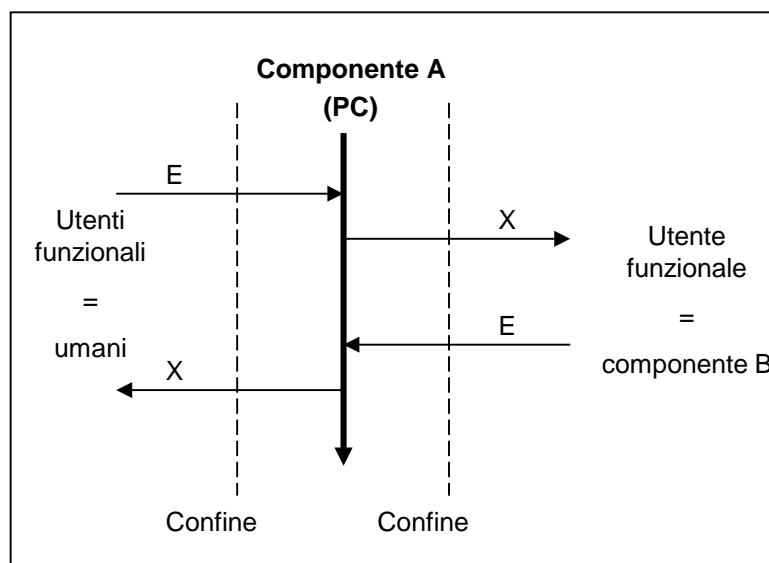 Componente A
(PC)
E
X
Utenti
funzionali
=
umani
Utente
funzionale
=
componente B
E
X
Confine
Confine